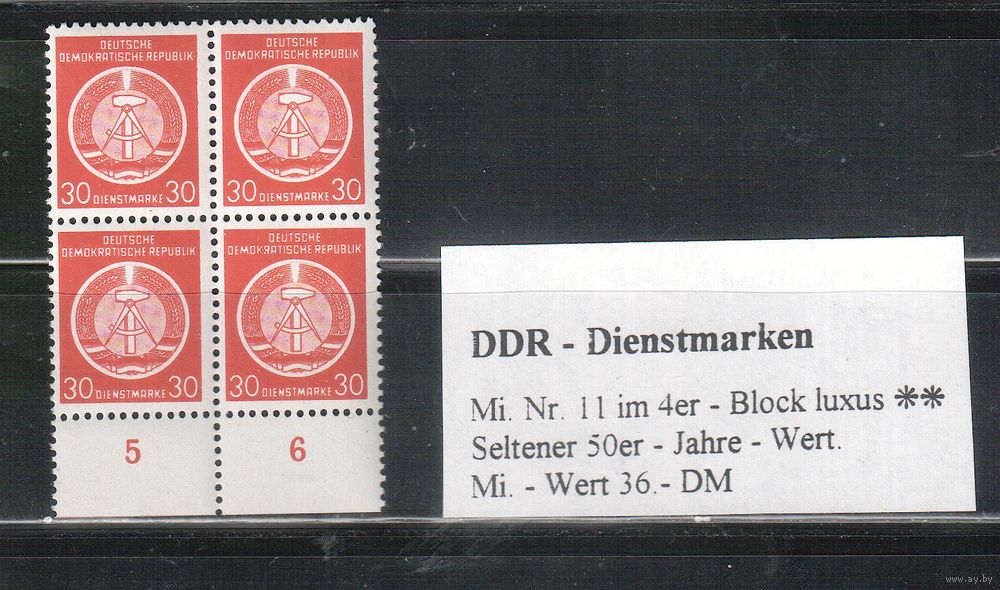 DEUTSCHE
DEMOKRATISCHE REPUBLIK
30 DIENSTMARKE 30
DEUTSCHE
DEMOKRATISCHE REPUBLIK
30 DIENSTMARKE 30
DEUTSCHE
DEMOKRATISCHE REPUBLIK
30 DIENSTMARKE 30
DEUTSCHE
DEMOKRATISCHE REPUBLIK
30 DIENSTMARKE 30
5
6
DDR - Dienstmarken
Mi. Nr. 11 im 4er - Block luxus **
Seltener 50er - Jahre - Wert.
Mi. - Wert 36.- DM
www.ay.by